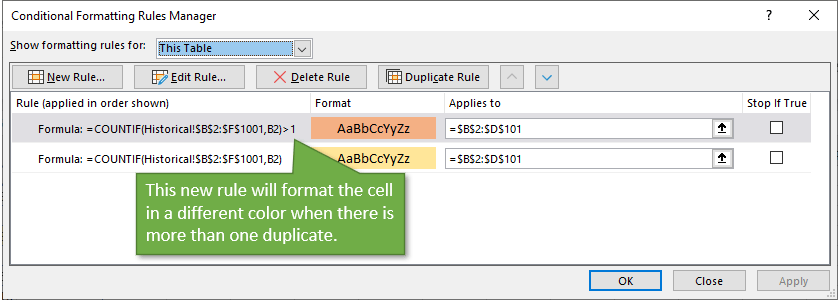 Conditional Formatting Rules Manager ? ×
Show formatting rules for: This Table
New Rule... Edit Rule... Delete Rule Duplicate Rule
Rule (applied in order shown) Format Applies to Stop If True
Formula: =COUNTIF(Historical!$B$2:$F$1001,B2)>1 AaBbCcYyZz =$B$2:$D$101
Formula: =COUNTIF(Historical!$B$2:$F$1001,B2) AaBbCcYyZz =$B$2:$D$101
This new rule will format the cell
in a different color when there is
more than one duplicate.
OK Close Apply